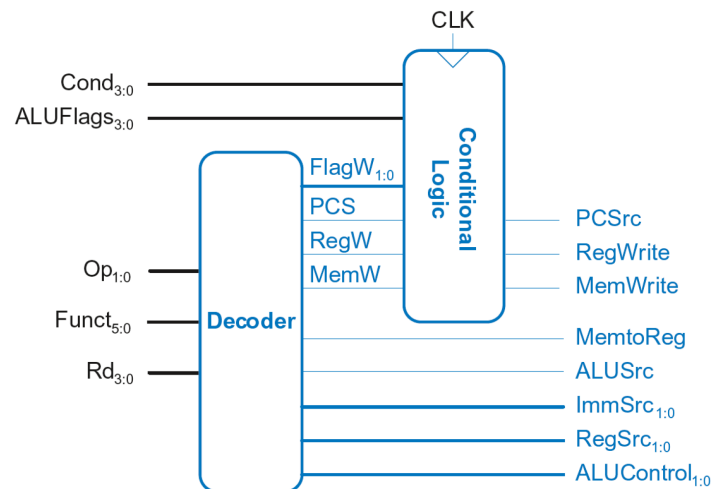 CLK
Cond3:0
ALUFlags3:0
Conditional
Logic
FlagW1:0
PCS
PCSrc
RegW
RegWrite
Op1:0
MemW
MemWrite
Funct5:0
Decoder
MemtoReg
Rd3:0
ALUSrc
ImmSrc1:0
RegSrc1:0
ALUControl1:0